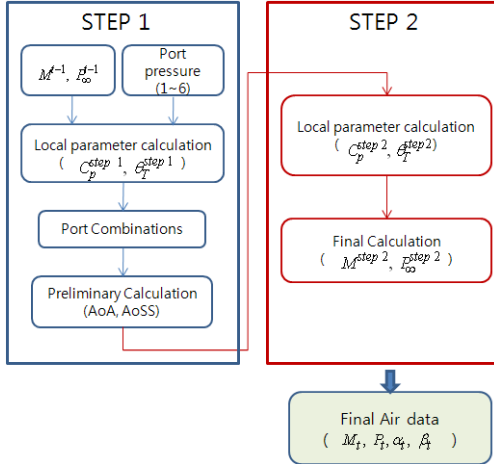 STEP 1
M^{t-1}, P_∞^{t-1}
Port
pressure
(1~6)
Local parameter calculation
( C_p^{step 1}, θ_T^{step 1} )
Port Combinations
Preliminary Calculation
(AoA, AoSS)
STEP 2
Local parameter calculation
( C_p^{step 2}, θ_T^{step 2})
Final Calculation
( M^{step 2}, P_∞^{step 2} )
Final Air data
( M_t, P_t, α_t, β_t )